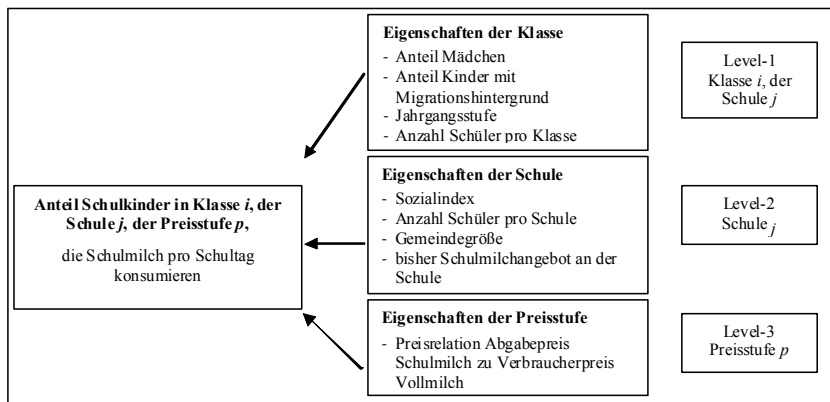 Eigenschaften der Klasse
- Anteil Mädchen
- Anteil Kinder mit
Migrationshintergrund
- Jahrgangsstufe
- Anzahl Schüler pro Klasse
Level-1
Klasse i, der
Schule j
Anteil Schulkinder in Klasse i, der
Schule j, der Preisstufe p,
die Schulmilch pro Schultag
konsumieren
Eigenschaften der Schule
- Sozialindex
- Anzahl Schüler pro Schule
- Gemeindegröße
- bisher Schulmilchangebot an der
Schule
Level-2
Schule j
Eigenschaften der Preisstufe
- Preisrelation Abgabepreis
Schulmilch zu Verbraucherpreis
Vollmilch
Level-3
Preisstufe p